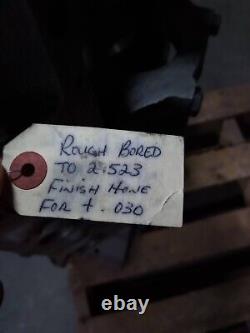 ROUGH BORED
TO 2.523
FINISH HONE
FOR + .030